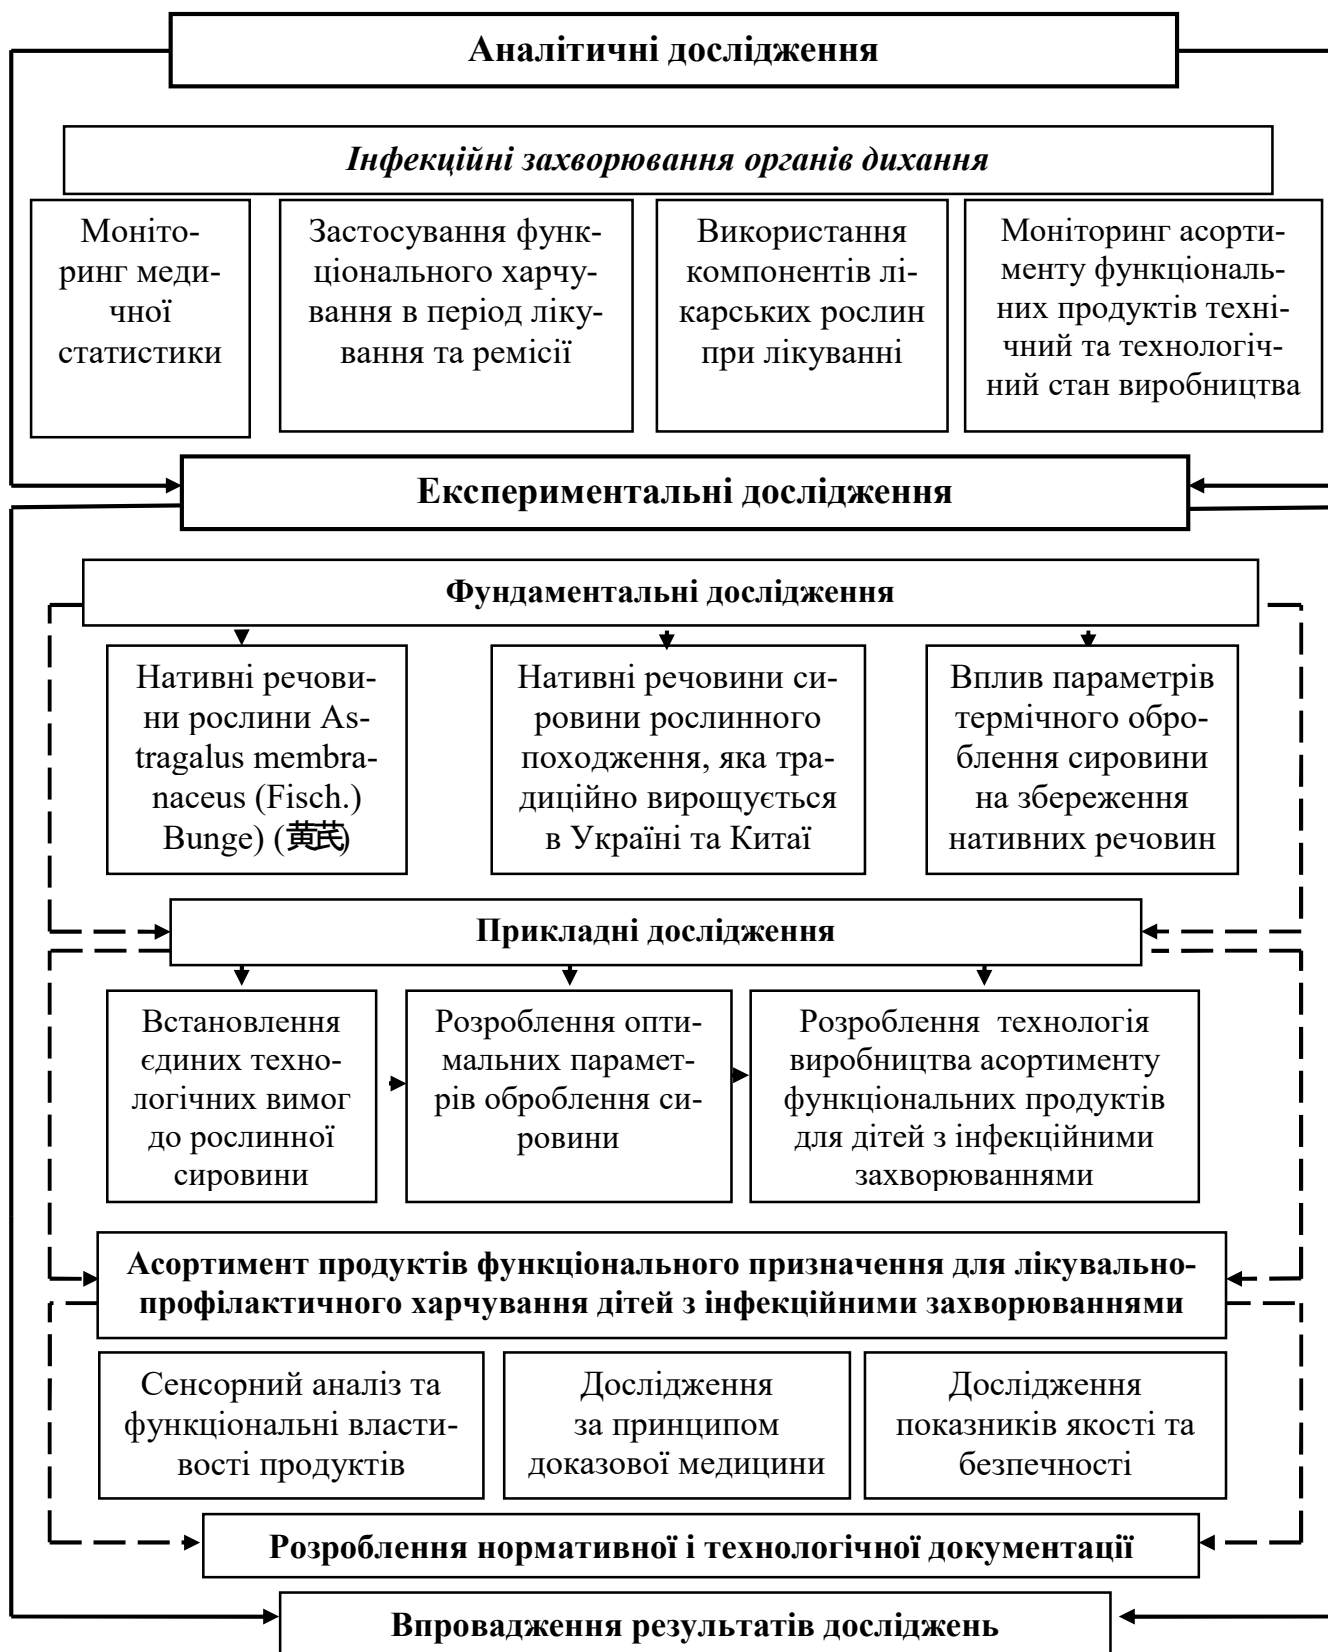 Аналітичні дослідження
Інфекційні захворювання органів дихання
Моніто-
ринг меди-
чної
статистики
Застосування функ-
ціонального харчу-
вання в період ліку-
вання та ремісії
Використання
компонентів лі-
карських рослин
при лікуванні
Моніторинг асорти-
менту функціональ-
них продуктів техні-
чний та технологіч-
ний стан виробництва
Експериментальні дослідження
Фундаментальні дослідження
Нативні речови-
ни рослини As-
tragalus membra-
naceus (Fisch.)
Bunge) (黄芪)
Нативні речовини си-
ровини рослинного
походження, яка тра-
диційно вирощується
в Україні та Китаї
Вплив параметрів
термічного обро-
блення сировини
на збереження
нативних речовин
Прикладні дослідження
Встановлення
єдиних техно-
логічних вимог
до рослинної
сировини
Розроблення опти-
мальних парамет-
рів оброблення си-
ровини
Розроблення технологія
виробництва асортименту
функціональних продуктів
для дітей з інфекційними
захворюваннями
Асортимент продуктів функціонального призначення для лікувально-
профілактичного харчування дітей з інфекційними захворюваннями
Сенсорний аналіз та
функціональні власти-
вості продуктів
Дослідження
за принципом
доказової медицини
Дослідження
показників якості та
безпечності
Розроблення нормативної і технологічної документації
Впровадження результатів досліджень